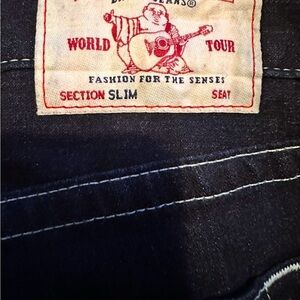 JEANS®
WORLD TOUR
FASHION FOR THE SENSES
SECTION SLIM SEAT